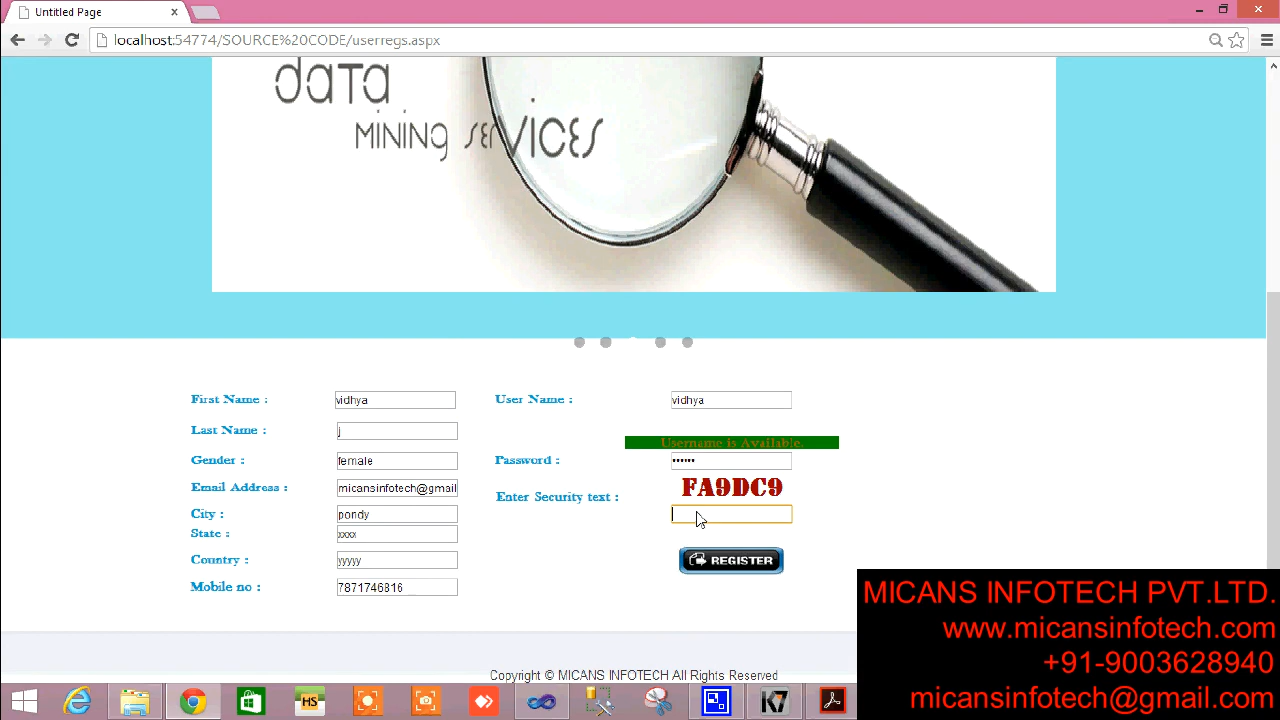 Untitled Page
localhost:54774/SOURCE%20CODE/userregs.aspx
daTa
MINING SERVICES
First Name : vidhya User Name : vidhya
Last Name : j
Username is Available.
Gender : female Password : ••••••
FA9DC9
Email Address : micansinfotech@gmail Enter Security text :
City : pondy
State : xxxx
Country : yyyyy REGISTER
Mobile no : 7871746816
MICANS INFOTECH PVT.LTD.
www.micansinfotech.com
+91-9003628940
micansinfotech@gmail.com
Copyright © MICANS INFOTECH All Rights Reserved
HS
K7